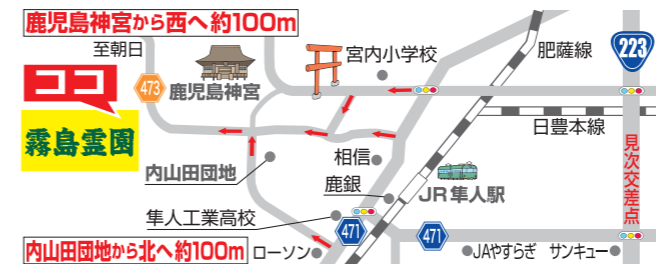 鹿児島神宮から西へ約100m
至朝日
宮内小学校
肥薩線
223
ココ
473
鹿児島神宮
日豊本線
霧島霊園
相信
見次交差点
内山田団地
鹿銀
JR隼人駅
隼人工業高校
471
471
内山田団地から北へ約100m
ローソン
JAやすらぎ
サンキュー